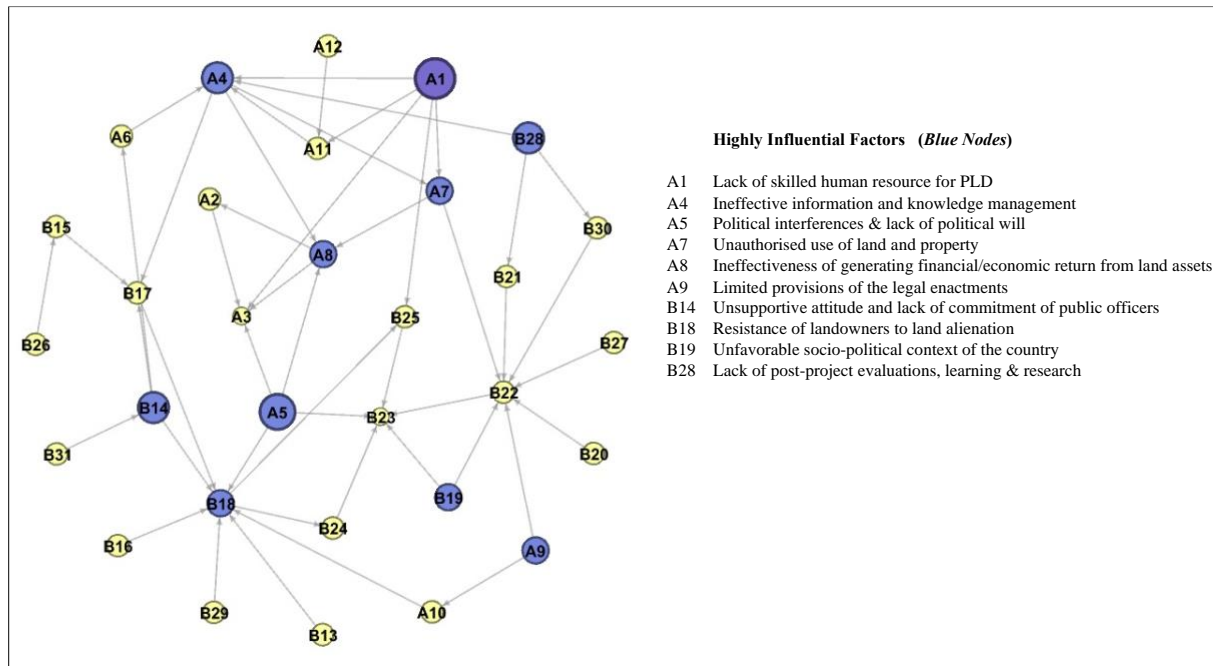 A12
A4
A1
A6
A11
B28
A2
A7
B15
B30
A8
B21
B17
A3
B25
B26
B27
B22
B14
A5
B23
B31
B20
B18
B19
B24
B16
A9
B29
A10
B13
Highly Influential Factors (Blue Nodes)
A1 Lack of skilled human resource for PLD
A4 Ineffective information and knowledge management
A5 Political interferences & lack of political will
A7 Unauthorised use of land and property
A8 Ineffectiveness of generating financial/economic return from land assets
A9 Limited provisions of the legal enactments
B14 Unsupportive attitude and lack of commitment of public officers
B18 Resistance of landowners to land alienation
B19 Unfavorable socio-political context of the country
B28 Lack of post-project evaluations, learning & research